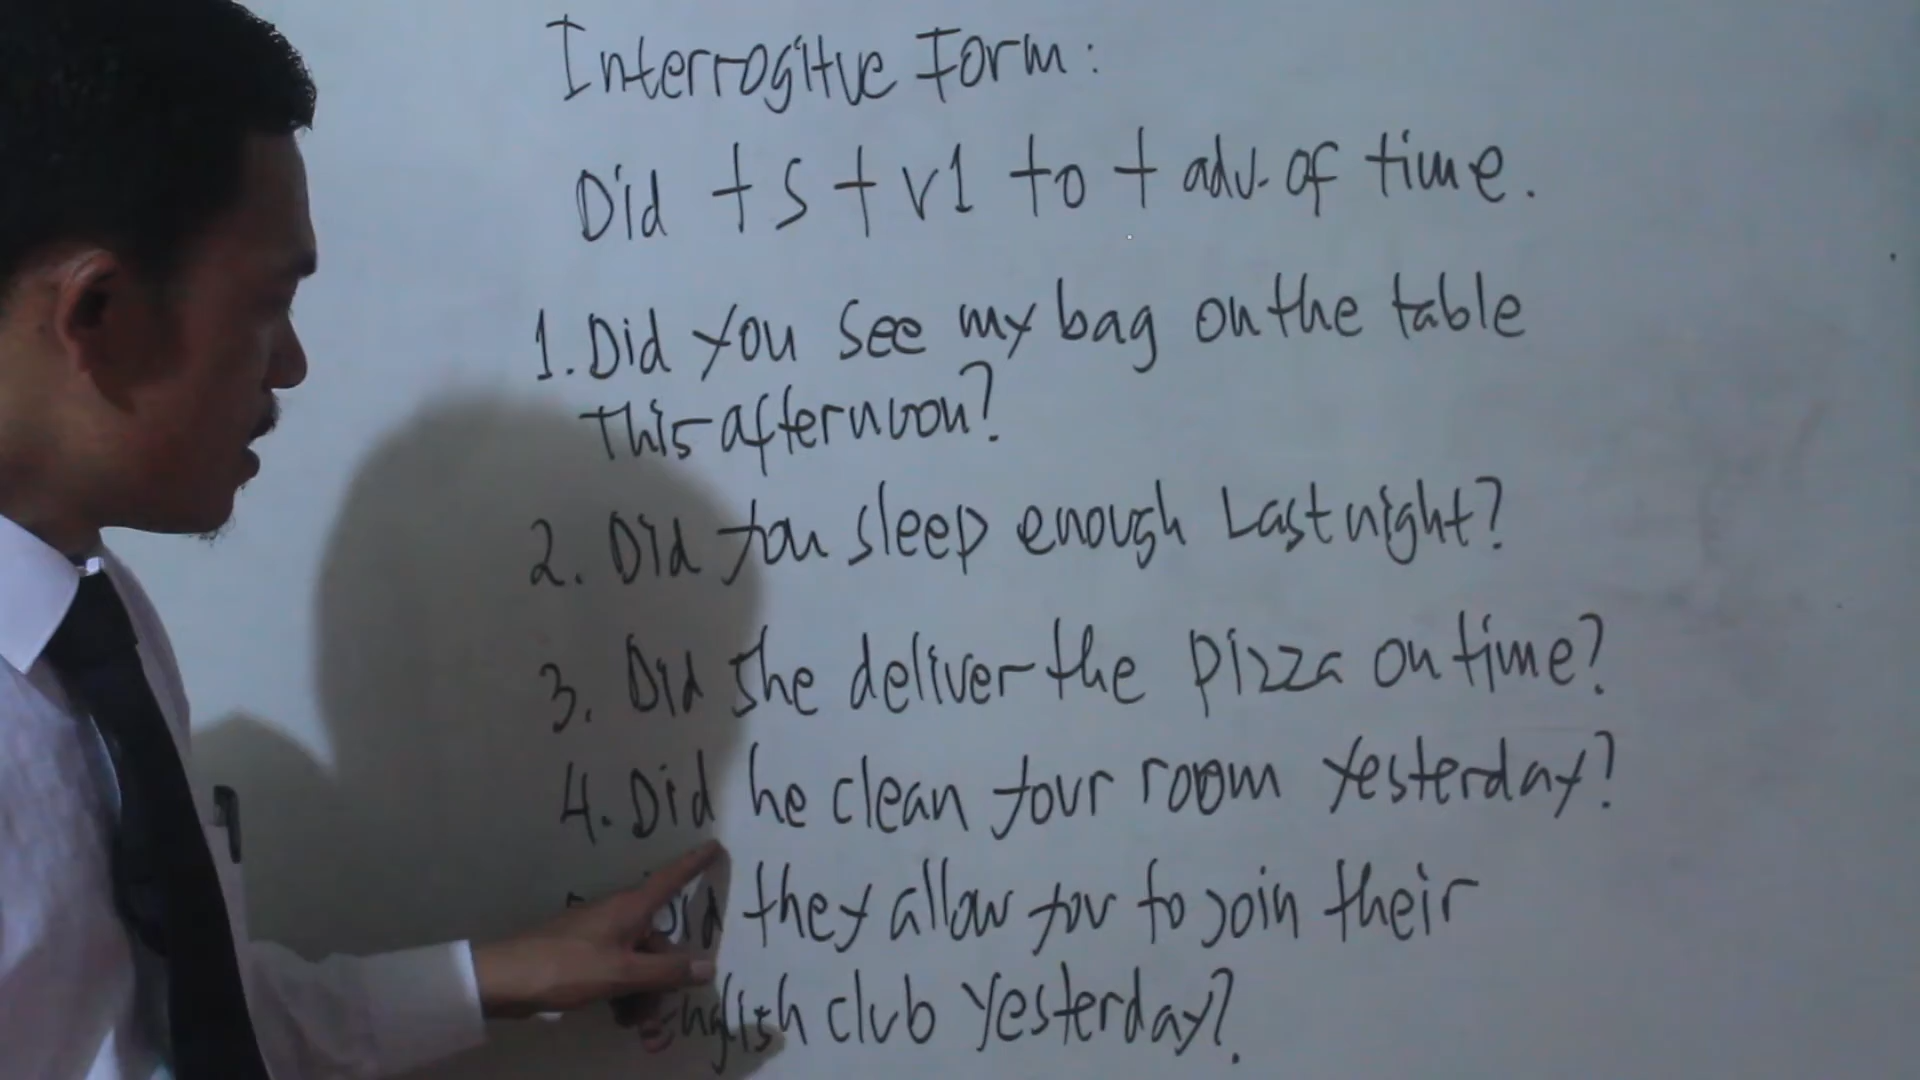 Interrogitive Form:
Did + S + V1 to + adv. of time.
1. Did you see my bag on the table
this afternoon?
2. Did you sleep enough Last night?
3. Did she deliver the pizza on time?
4. Did he clean your room yesterday?
Did they allow you to join their
English club yesterday?